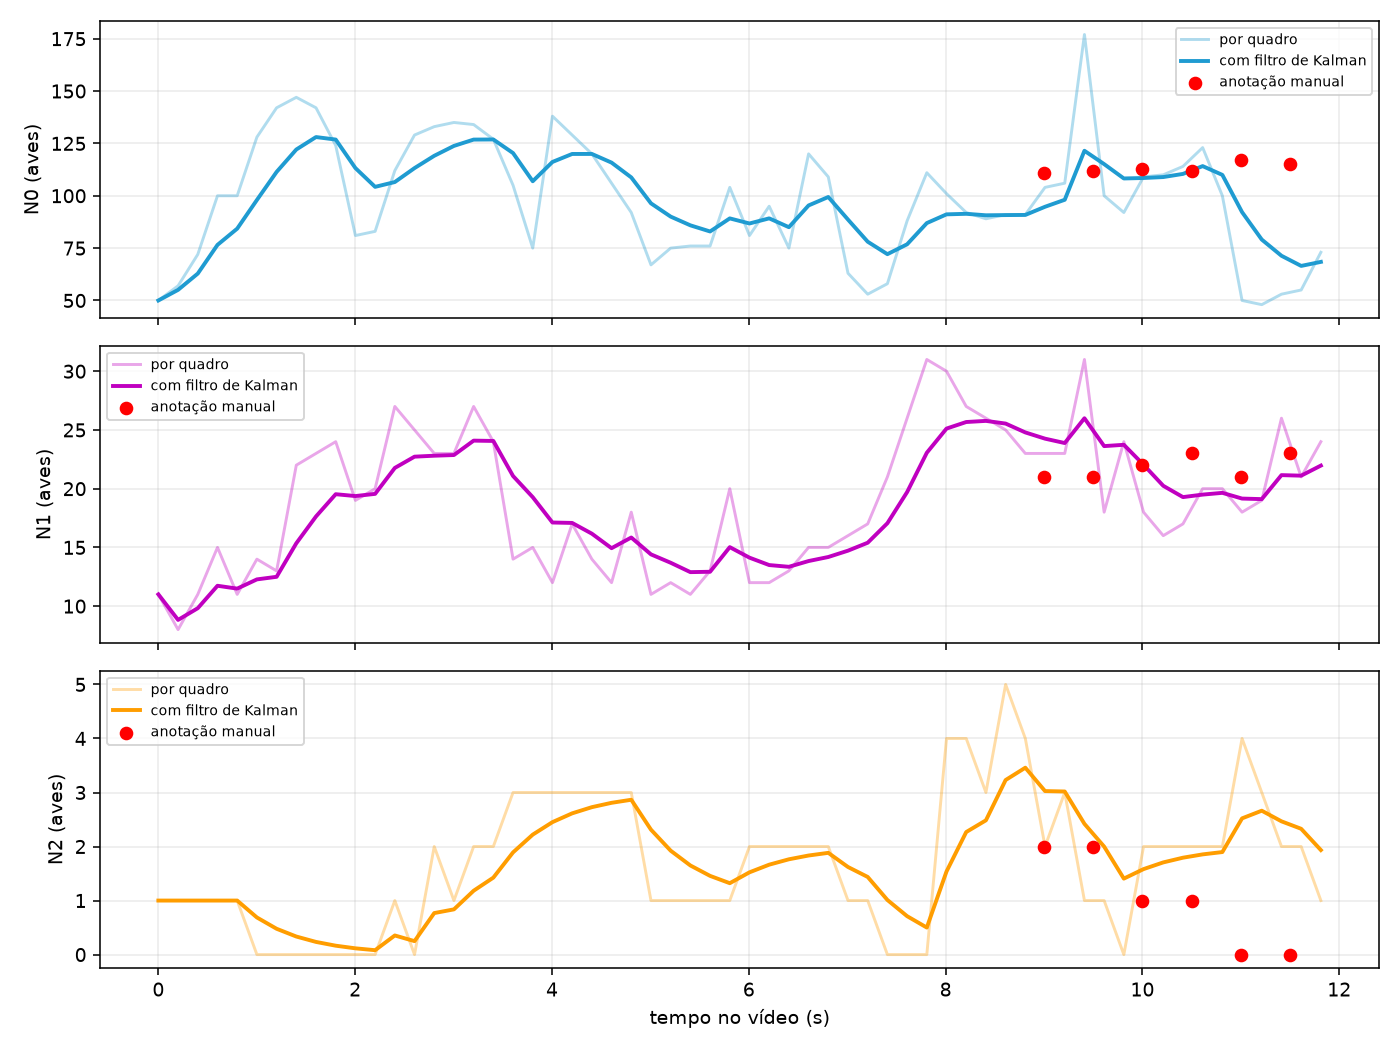 175
150
125
100
75
50
N0 (aves)
por quadro
com filtro de Kalman
anotação manual
30
25
20
15
10
N1 (aves)
por quadro
com filtro de Kalman
anotação manual
5
4
3
2
1
0
N2 (aves)
por quadro
com filtro de Kalman
anotação manual
0 2 4 6 8 10 12
tempo no vídeo (s)